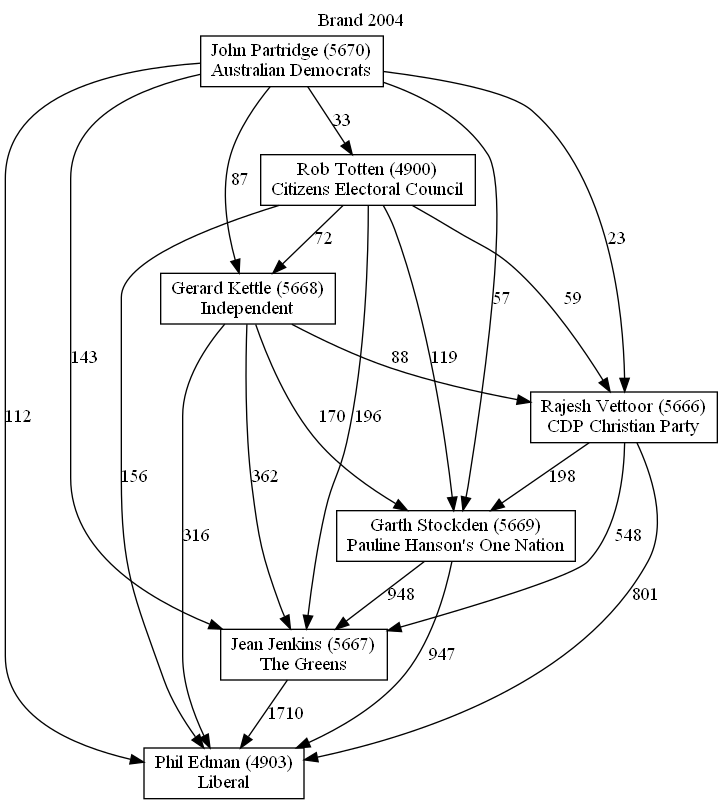 Brand 2004
John Partridge (5670)
Australian Democrats
33
Rob Totten (4900)
Citizens Electoral Council
87
72
23
Gerard Kettle (5668)
Independent
57
59
112
143
88
119
Rajesh Vettoor (5666)
CDP Christian Party
170
196
156
362
198
Garth Stockden (5669)
Pauline Hanson's One Nation
316
548
948
801
Jean Jenkins (5667)
The Greens
947
1710
Phil Edman (4903)
Liberal